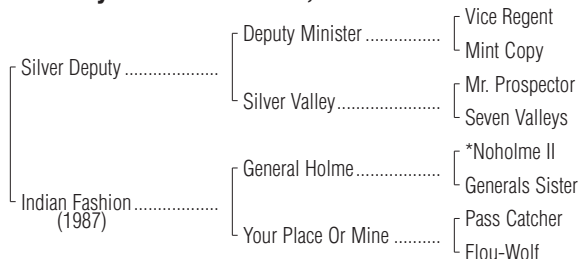 Vice Regent
Deputy Minister ................
Mint Copy
Silver Deputy .....................
Mr. Prospector
Silver Valley ....................
Seven Valleys
*Noholme II
General Holme ..................
Generals Sister
Indian Fashion ...................
(1987)
Pass Catcher
Your Place Or Mine ..........
Flou-Wolf